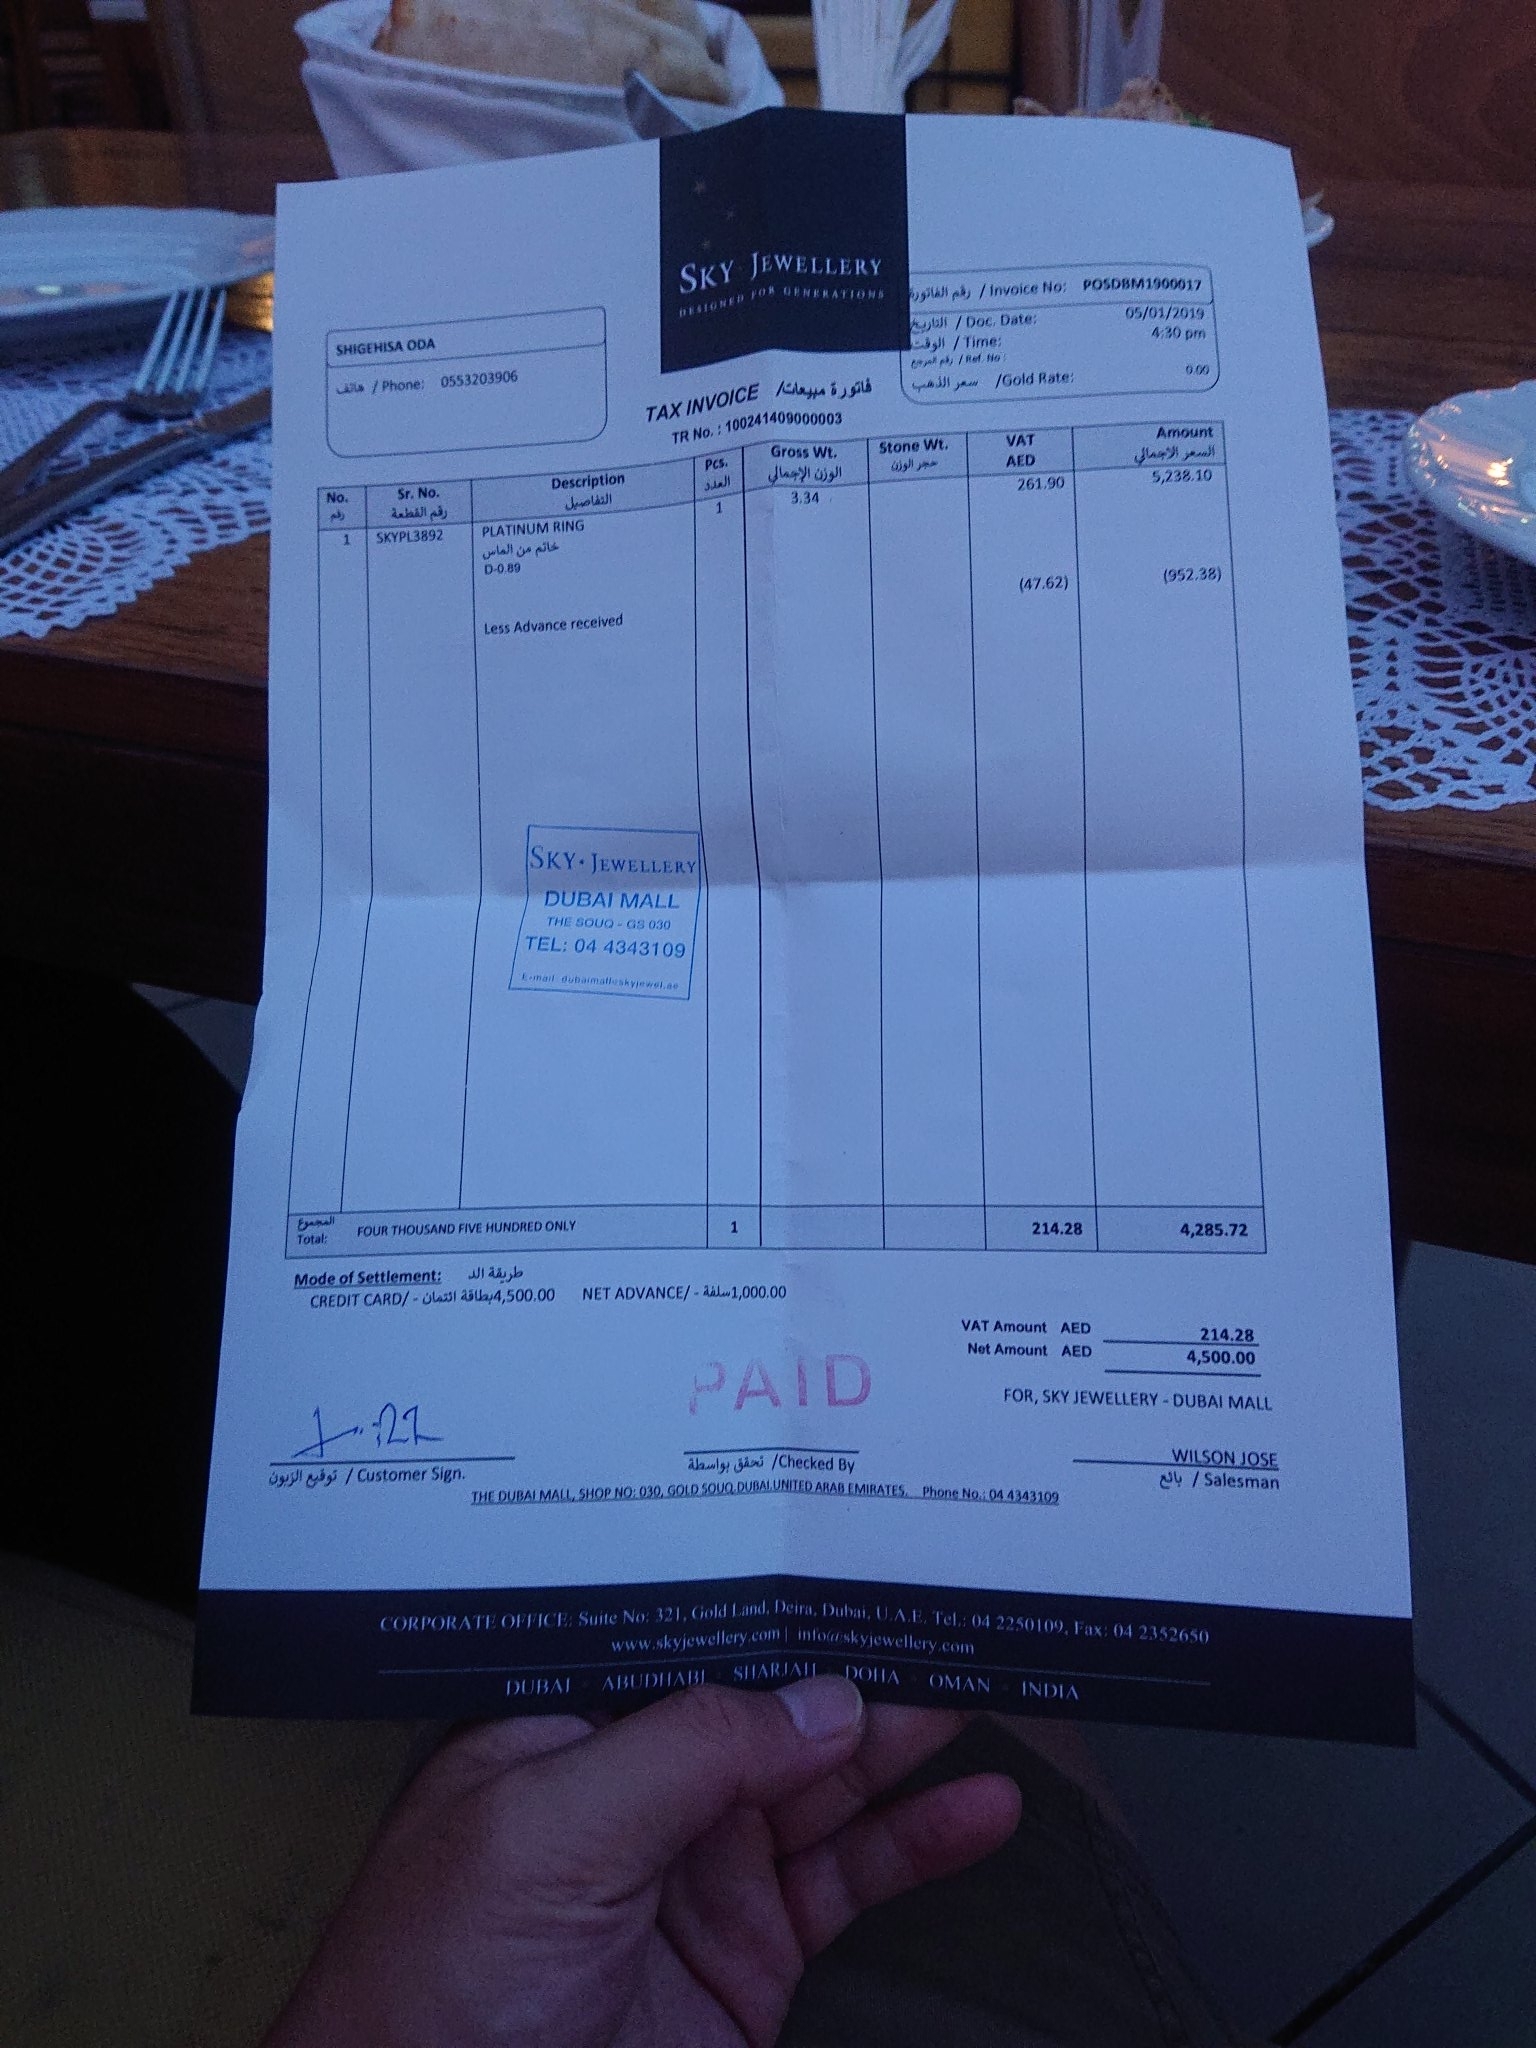 SKY JEWELLERY
DESIGNED FOR GENERATIONS
SHIGEHISA ODA
هاتف / Phone: 0553203906
رقم الفاتورة / Invoice No: POSDBM1900017
التاريخ / Doc. Date: 05/01/2019
الوقت / Time: 4:30 pm
رقم المرجع / Ref. No :
سعر الذهب /Gold Rate: 0.00
TAX INVOICE /فاتورة مبيعات
TR No. : 100241409000003
No. Sr. No. Description Pcs. Gross Wt. Stone Wt. VAT AED Amount
رقم رقم القطعة التفاصيل العدد الوزن الإجمالي حجر الوزن السعر الاجمالي
1 SKYPL3892 PLATINUM RING 1 3.34 261.90 5,238.10
خاتم من الماس
D-0.89
Less Advance received (47.62) (952.38)
SKY JEWELLERY
DUBAI MALL
THE SOUQ - GS 030
TEL: 04 4343109
E-mail: dubaimall@skyjewel.ae
المجموع
Total: FOUR THOUSAND FIVE HUNDRED ONLY 1 214.28 4,285.72
Mode of Settlement: طريقة الد
CREDIT CARD/ - بطاقة ائتمان4,500.00 NET ADVANCE/ - سلفة1,000.00
VAT Amount AED 214.28
Net Amount AED 4,500.00
PAID
FOR, SKY JEWELLERY - DUBAI MALL
WILSON JOSE
توقيع الزبون / Customer Sign.
تحقق بواسطة /Checked By
بائع / Salesman
THE DUBAI MALL, SHOP NO: 030, GOLD SOUQ,DUBAI,UNITED ARAB EMIRATES. Phone No.: 04 4343109
CORPORATE OFFICE: Suite No: 321, Gold Land, Deira, Dubai, U.A.E. Tel.: 04 2250109, Fax: 04 2352650
www.skyjewellery.com | info@skyjewellery.com
DUBAI ABUDHABI SHARJAH DOHA OMAN INDIA